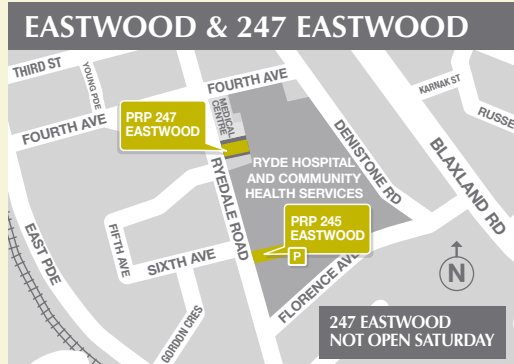 EASTWOOD & 247 EASTWOOD
THIRD ST
YOUNG PDE
FOURTH AVE
KARNAK ST
PRP 247
EASTWOOD
MEDICAL
CENTRE
FOURTH AVE
RUSSE
DENISTONE RD
BLAXLAND RD
RYDE HOSPITAL
AND COMMUNITY
HEALTH SERVICES
RYEDALE ROAD
EAST PDE
FIFTH AVE
PRP 245
EASTWOOD
SIXTH AVE
P
FLORENCE AVE
N
GORDON CRES
247 EASTWOOD
NOT OPEN SATURDAY